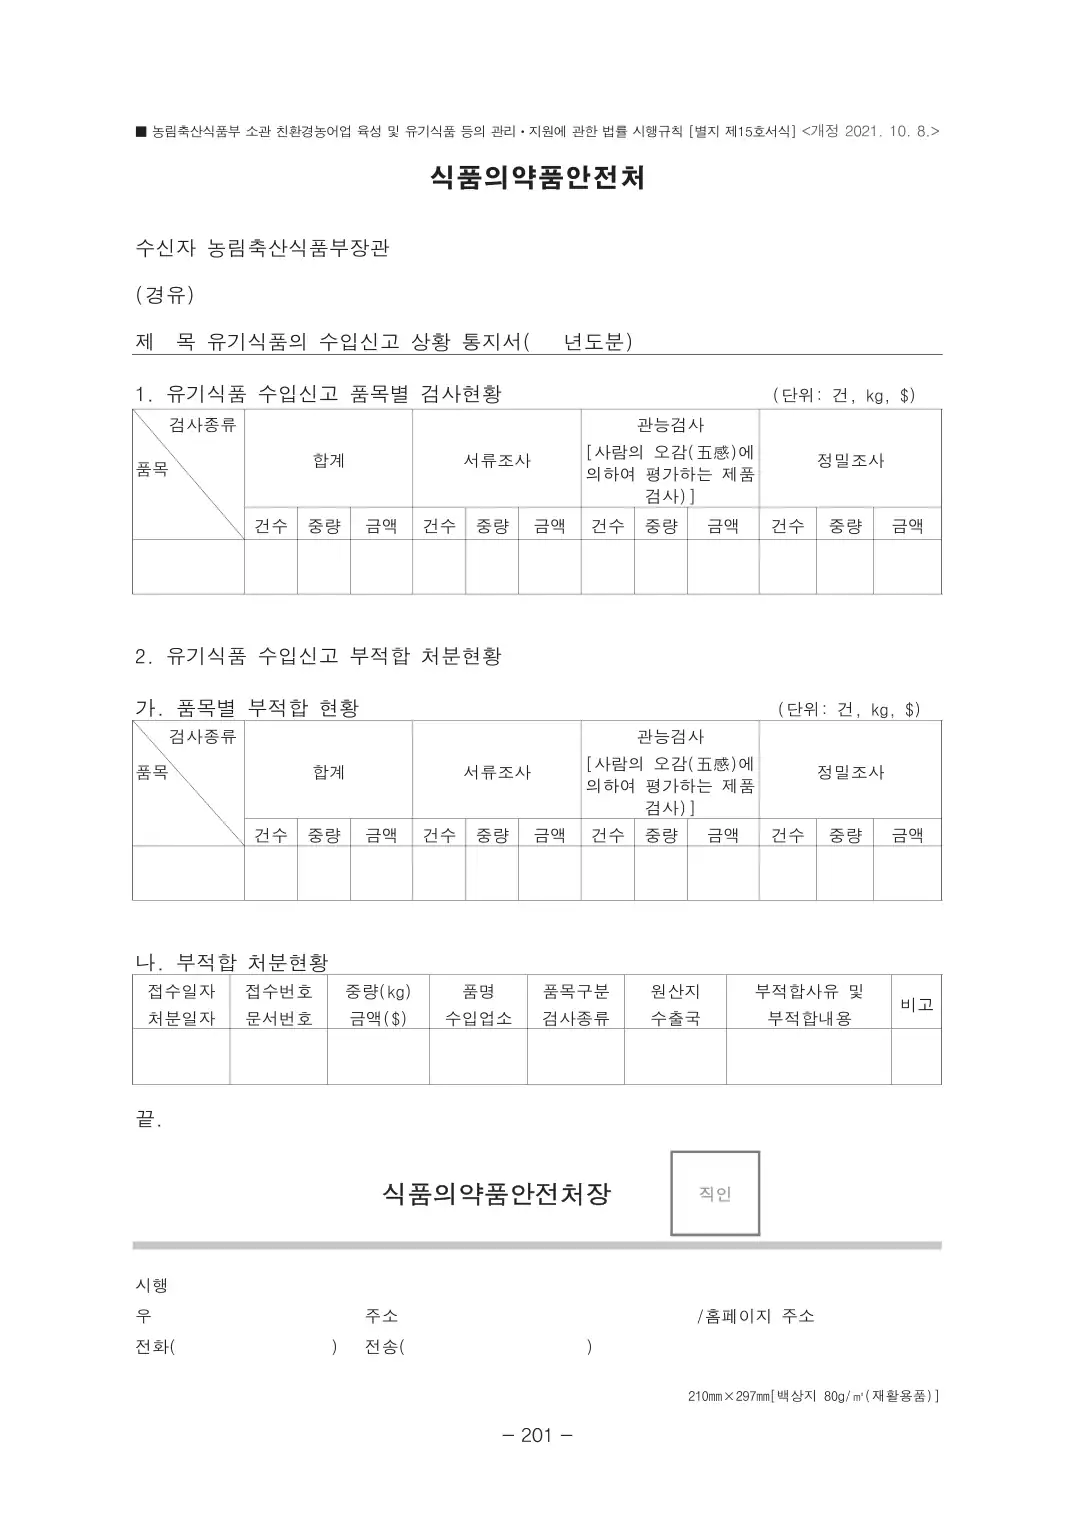 ■ 농림축산식품부 소관 친환경농어업 육성 및 유기식품 등의 관리·지원에 관한 법률 시행규칙 [별지 제15호서식] <개정 2021. 10. 8.>
식품의약품안전처
수신자 농림축산식품부장관
(경유)
제 목 유기식품의 수입신고 상황 통지서( 년도분)
1. 유기식품 수입신고 품목별 검사현황 (단위: 건, kg, $)
검사종류
품목
합계
서류조사
관능검사
[사람의 오감(五感)에
의하여 평가하는 제품
검사)]
정밀조사
건수 중량 금액 건수 중량 금액 건수 중량 금액 건수 중량 금액
2. 유기식품 수입신고 부적합 처분현황
가. 품목별 부적합 현황 (단위: 건, kg, $)
검사종류
품목
합계
서류조사
관능검사
[사람의 오감(五感)에
의하여 평가하는 제품
검사)]
정밀조사
건수 중량 금액 건수 중량 금액 건수 중량 금액 건수 중량 금액
나. 부적합 처분현황
접수일자 접수번호 중량(kg) 품명 품목구분 원산지 부적합사유 및 비고
처분일자 문서번호 금액($) 수입업소 검사종류 수출국 부적합내용
끝.
식품의약품안전처장 직인
시행
우 주소 /홈페이지 주소
전화( ) 전송( )
210㎜×297㎜[백상지 80g/㎡(재활용품)]
- 201 -